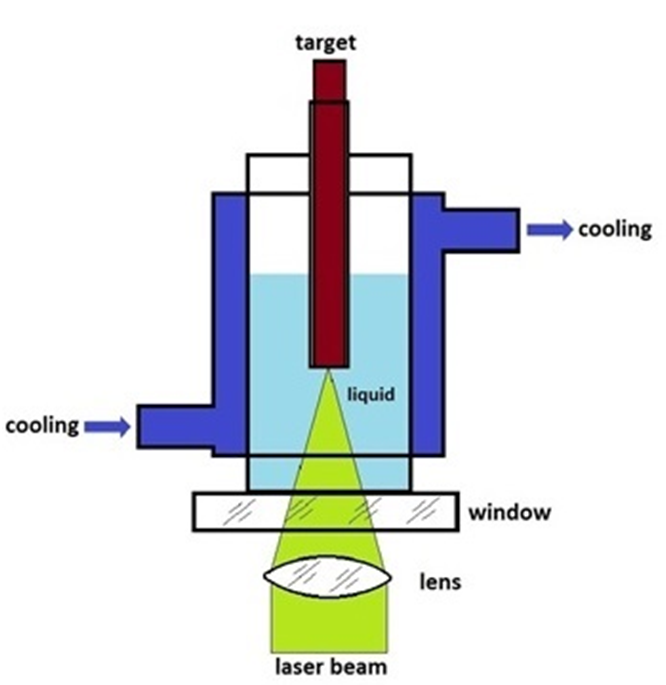 target
cooling
liquid
cooling
window
lens
laser beam